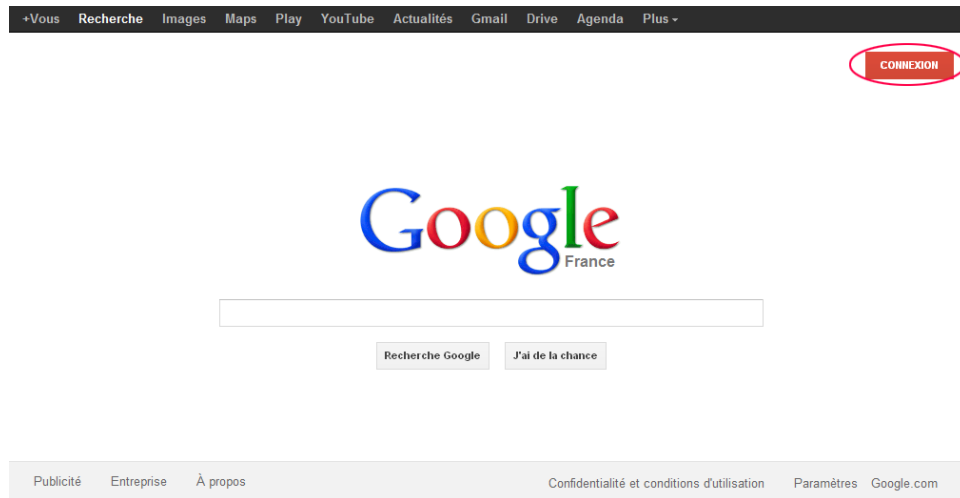 +Vous Recherche Images Maps Play YouTube Actualités Gmail Drive Agenda Plus
CONNEXION
Google
France
Recherche Google J'ai de la chance
Publicité Entreprise À propos Confidentialité et conditions d'utilisation Paramètres Google.com